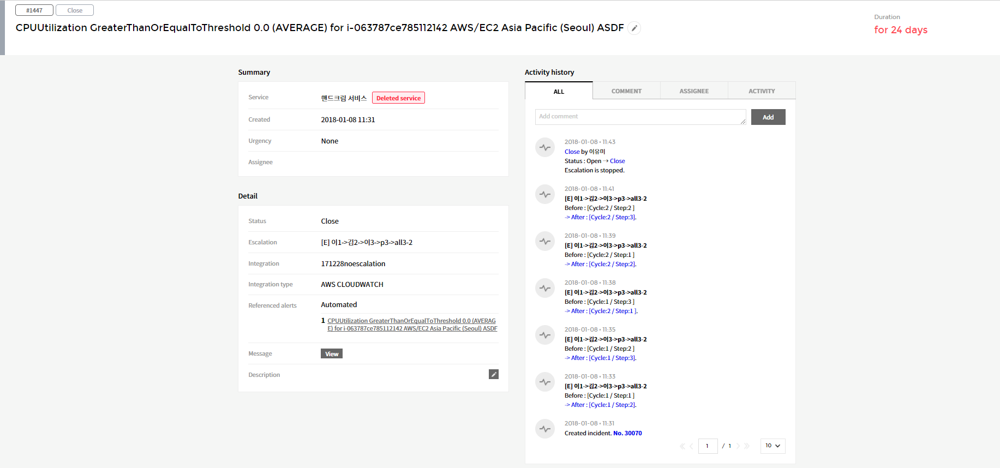 #1447
Close
CPUUtilization GreaterThanOrEqualToThreshold 0.0 (AVERAGE) for i-063787ce785112142 AWS/EC2 Asia Pacific (Seoul) ASDF
Duration
for 24 days
Summary
Service
핸드크림 서비스
Deleted service
Created
2018-01-08 11:31
Urgency
None
Assignee
Detail
Status
Close
Escalation
[E] 이1->김2->이3->p3->all3-2
Integration
171228noescalation
Integration type
AWS CLOUDWATCH
Referenced alerts
Automated
1 CPUUtilization GreaterThanOrEqualToThreshold 0.0 (AVERAG
E) for i-063787ce785112142 AWS/EC2 Asia Pacific (Seoul) ASDF
Message
View
Description
Activity history
ALL
COMMENT
ASSIGNEE
ACTIVITY
Add comment
Add
2018-01-08 • 11:43
Close by 이유미
Status : Open → Close
Escalation is stopped.
2018-01-08 • 11:41
[E] 이1->김2->이3->p3->all3-2
Before : [Cycle:2 / Step:2 ]
-> After : [Cycle:2 / Step:3].
2018-01-08 • 11:39
[E] 이1->김2->이3->p3->all3-2
Before : [Cycle:2 / Step:1 ]
-> After : [Cycle:2 / Step:2].
2018-01-08 • 11:38
[E] 이1->김2->이3->p3->all3-2
Before : [Cycle:1 / Step:3 ]
-> After : [Cycle:2 / Step:1 ].
2018-01-08 • 11:35
[E] 이1->김2->이3->p3->all3-2
Before : [Cycle:1 / Step:2 ]
-> After : [Cycle:1 / Step:3].
2018-01-08 • 11:33
[E] 이1->김2->이3->p3->all3-2
Before : [Cycle:1 / Step:1 ]
-> After : [Cycle:1 / Step:2].
2018-01-08 • 11:31
Created incident. No. 30070
1 / 1
10